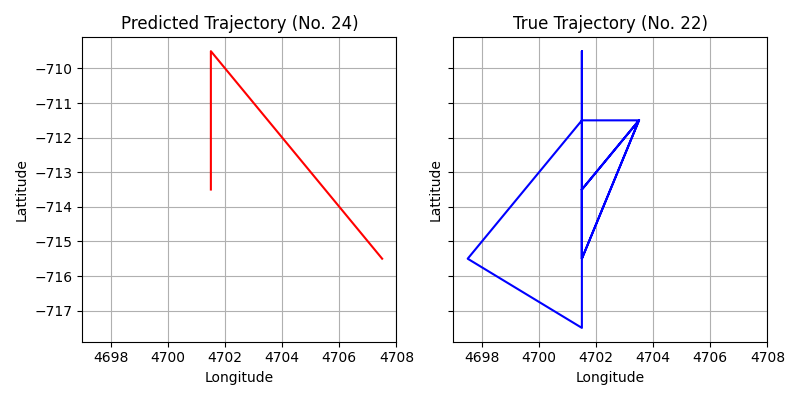 Predicted Trajectory (No. 24)
True Trajectory (No. 22)
Lattitude
−710
−711
−712
−713
−714
−715
−716
−717
4698 4700 4702 4704 4706 4708
Longitude
Lattitude
4698 4700 4702 4704 4706 4708
Longitude